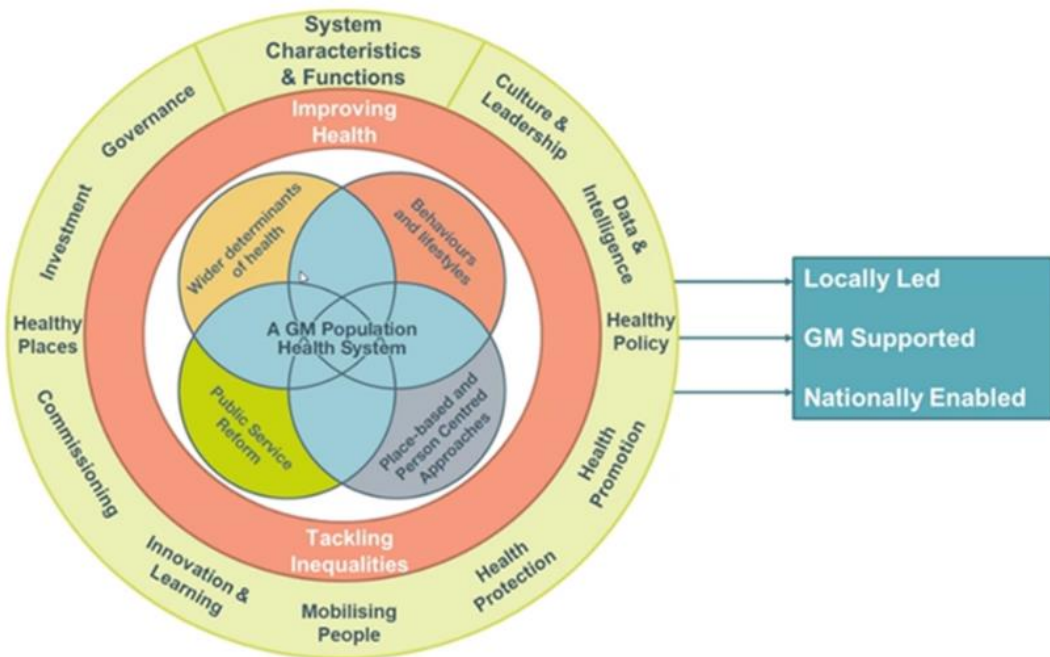 System
Characteristics
& Functions
Culture &
Leadership
Data &
Intelligence
Healthy
Policy
Health
Promotion
Health
Protection
Mobilising
People
Innovation &
Learning
Commissioning
Healthy
Places
Investment
Governance
Improving
Health
Wider determinants
of health
Behaviours
and lifestyles
A GM Population
Health System
Public Service
Reform
Place-based and
Person Centred
Approaches
Tackling
Inequalities
Locally Led
GM Supported
Nationally Enabled